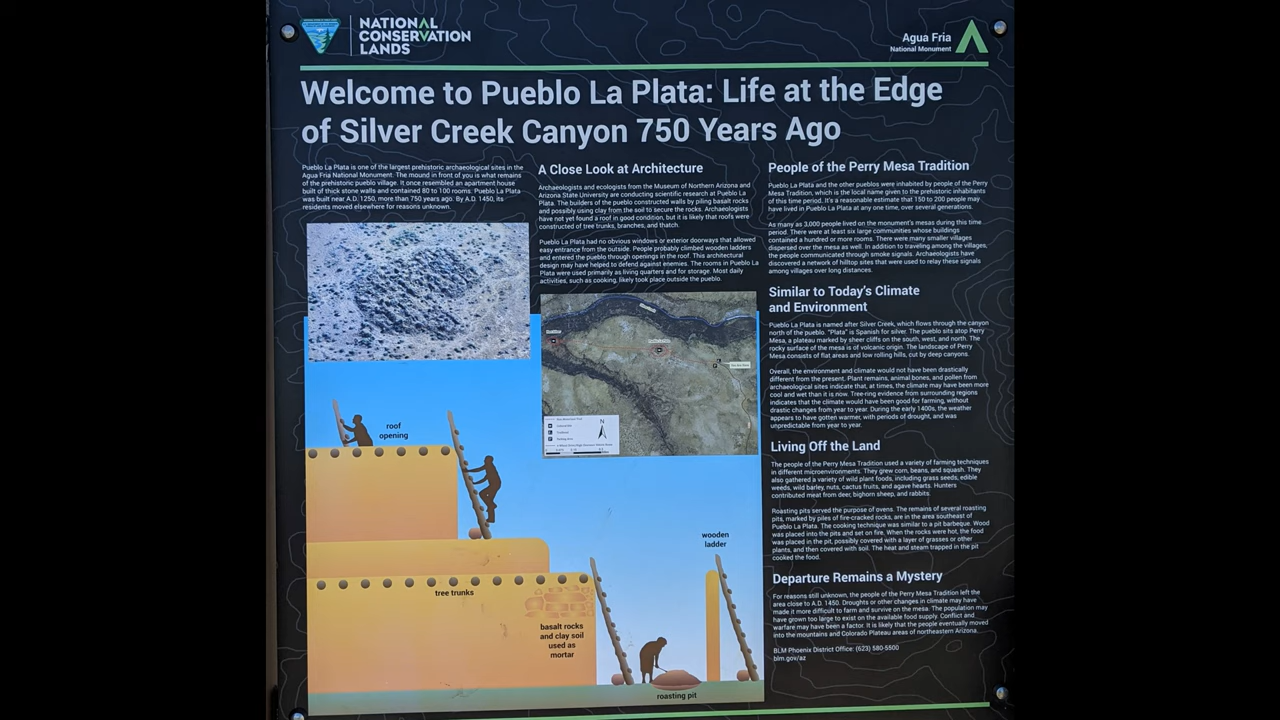 NATIONAL
CONSERVATION
LANDS
Agua Fria
National Monument
Welcome to Pueblo La Plata: Life at the Edge
of Silver Creek Canyon 750 Years Ago
Pueblo La Plata is one of the largest prehistoric archaeological sites in the
Agua Fria National Monument. The mound in front of you is what remains
of the prehistoric pueblo village. It once resembled an apartment house
built of thick stone walls and contained 80 to 100 rooms. Pueblo La Plata
was built near A.D. 1250, more than 750 years ago. By A.D. 1450, its
residents moved elsewhere for reasons unknown.
A Close Look at Architecture
Archaeologists and ecologists from the Museum of Northern Arizona and
Arizona State University are conducting scientific research at Pueblo La
Plata. The builders of the pueblo constructed walls by piling basalt rocks
and possibly using clay from the soil to secure the rocks. Archaeologists
have not yet found a roof in good condition, but it is likely that roofs were
constructed of tree trunks, branches, and thatch.
Pueblo La Plata had no obvious windows or exterior doorways that allowed
easy entrance from the outside. People probably climbed wooden ladders
and entered the pueblo through openings in the roof. This architectural
design may have helped to defend against enemies. The rooms in Pueblo La
Plata were used primarily as living quarters and for storage. Most daily
activities, such as cooking, likely took place outside the pueblo.
N
roof
opening
tree trunks
basalt rocks
and clay soil
used as
mortar
wooden
ladder
roasting pit
People of the Perry Mesa Tradition
Pueblo La Plata and the other pueblos were inhabited by people of the Perry
Mesa Tradition, which is the local name given to the prehistoric inhabitants
of this time period. It's a reasonable estimate that 150 to 200 people may
have lived in Pueblo La Plata at any one time, over several generations.
As many as 3,000 people lived on the monument's mesas during this time
period. There were at least six large communities whose buildings
contained a hundred or more rooms. There were many smaller villages
dispersed over the mesa as well. In addition to traveling among the villages,
the people communicated through smoke signals. Archaeologists have
discovered a network of hilltop sites that were used to relay these signals
among villages over long distances.
Similar to Today's Climate
and Environment
Pueblo La Plata is named after Silver Creek, which flows through the canyon
north of the pueblo. "Plata" is Spanish for silver. The pueblo sits atop Perry
Mesa, a plateau marked by sheer cliffs on the south, west, and north. The
rocky surface of the mesa is of volcanic origin. The landscape of Perry
Mesa consists of flat areas and low rolling hills, cut by deep canyons.
Overall, the environment and climate would not have been drastically
different from the present. Plant remains, animal bones, and pollen from
archaeological sites indicate that, at times, the climate may have been more
cool and wet than it is now. Tree-ring evidence from surrounding regions
indicates that the climate would have been good for farming, without
drastic changes from year to year. During the early 1400s, the weather
appears to have gotten warmer, with periods of drought, and was
unpredictable from year to year.
Living Off the Land
The people of the Perry Mesa Tradition used a variety of farming techniques
in different microenvironments. They grew corn, beans, and squash. They
also gathered a variety of wild plant foods, including grass seeds, edible
weeds, wild barley, nuts, cactus fruits, and agave hearts. Hunters
contributed meat from deer, bighorn sheep, and rabbits.
Roasting pits served the purpose of ovens. The remains of several roasting
pits, marked by piles of fire-cracked rocks, are in the area southeast of
Pueblo La Plata. The cooking technique was similar to a pit barbeque. Wood
was placed into the pits and set on fire. When the rocks were hot, the food
was placed in the pit, possibly covered with a layer of grasses or other
plants, and then covered with soil. The heat and steam trapped in the pit
cooked the food.
Departure Remains a Mystery
For reasons still unknown, the people of the Perry Mesa Tradition left the
area close to A.D. 1450. Droughts or other changes in climate may have
made it more difficult to farm and survive on the mesa. The population may
have grown too large to exist on the available food supply. Conflict and
warfare may have been a factor. It is likely that the people eventually moved
into the mountains and Colorado Plateau areas of northeastern Arizona.
BLM Phoenix District Office: (623) 580-5500
blm.gov/az